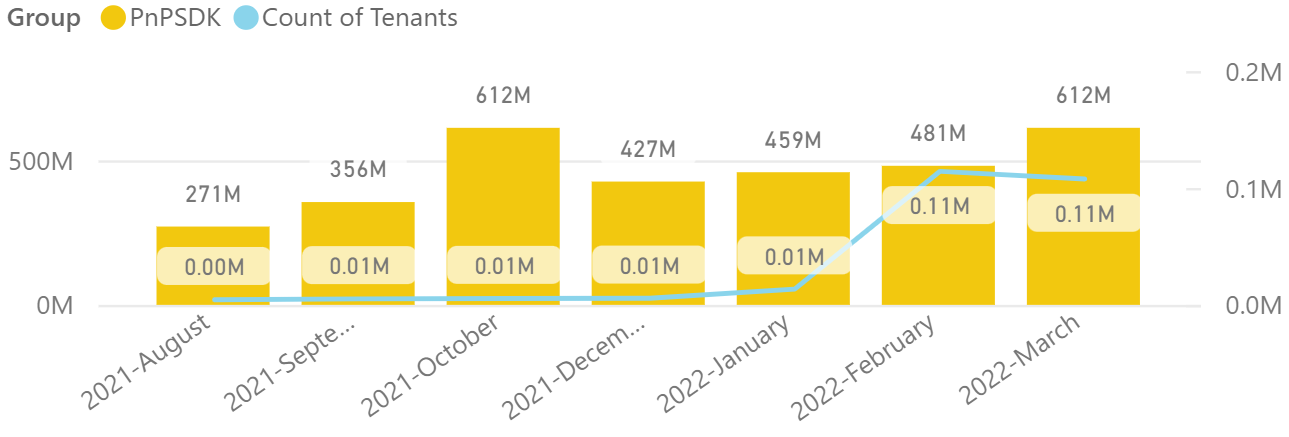 Group PnPSDK Count of Tenants
0.2M
612M 612M
481M
459M
427M
500M 356M
271M
0.1M
0.11M 0.11M
0.01M
0.00M 0.01M 0.01M 0.01M
0M 0.0M
2021-August 2021-Septe... 2021-October 2021-Decem... 2022-January 2022-February 2022-March